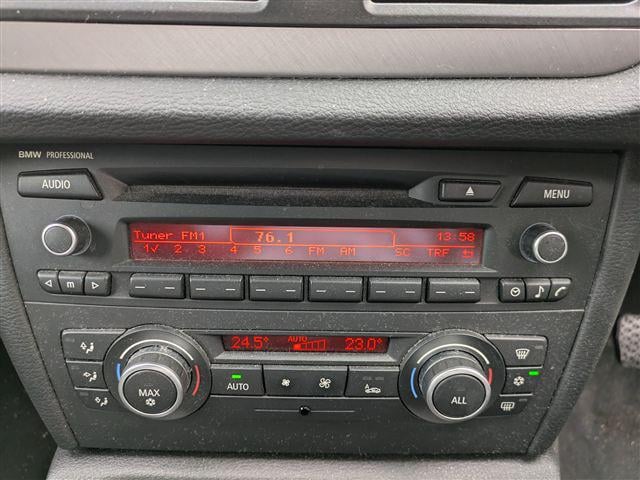 BMW PROFESSIONAL
AUDIO
MENU
Tuner FM1 76.1 13:58
1✓ 2 3 4 5 6 FM AM SC TRF
m
24.5° AUTO 23.0°
MAX
AUTO
ALL